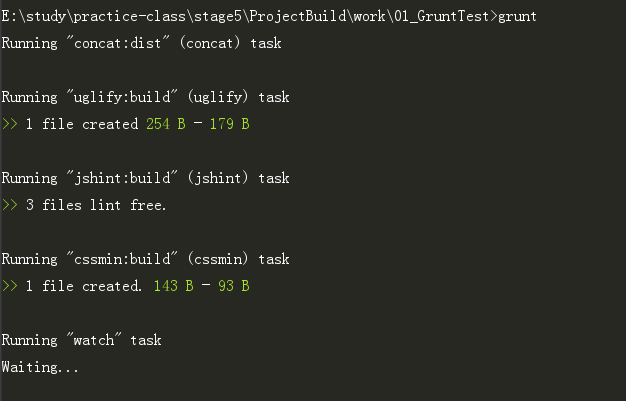 E:\study\practice-class\stage5\ProjectBuild\work\01_GruntTest>grunt
Running "concat:dist" (concat) task
Running "uglify:build" (uglify) task
>> 1 file created 254 B - 179 B
Running "jshint:build" (jshint) task
>> 3 files lint free.
Running "cssmin:build" (cssmin) task
>> 1 file created. 143 B - 93 B
Running "watch" task
Waiting...